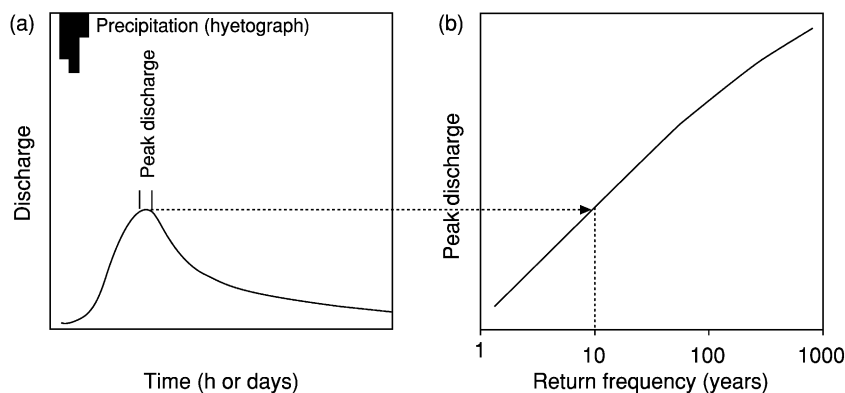 (a)
Precipitation (hyetograph)
Peak discharge
Discharge
Time (h or days)
(b)
Peak discharge
1 10 100 1000
Return frequency (years)